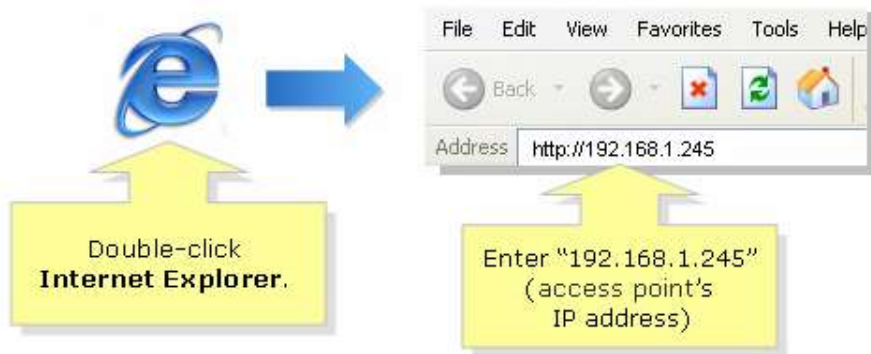 File Edit View Favorites Tools Help
Back
Address http://192.168.1.245
Double-click
Internet Explorer.
Enter “192.168.1.245”
(access point’s
IP address)